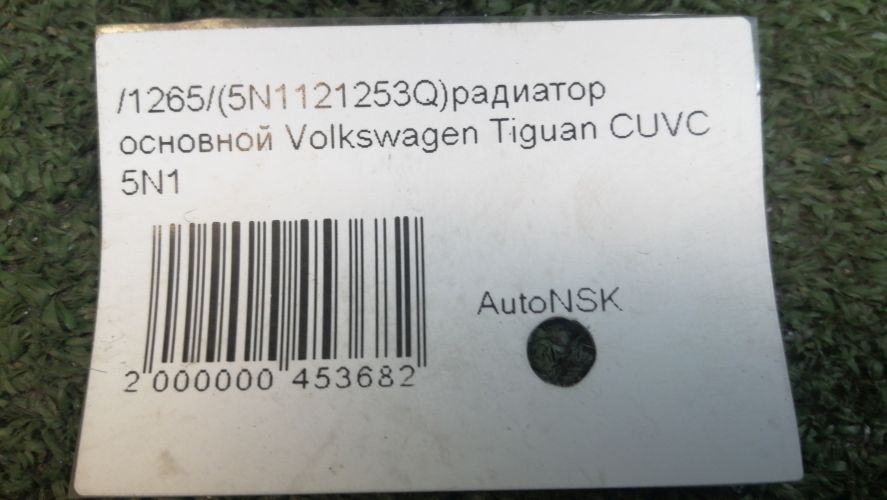 /1265/(5N1121253Q)радиатор
основной Volkswagen Tiguan CUVC
5N1
AutoNSK
2 000000 453682